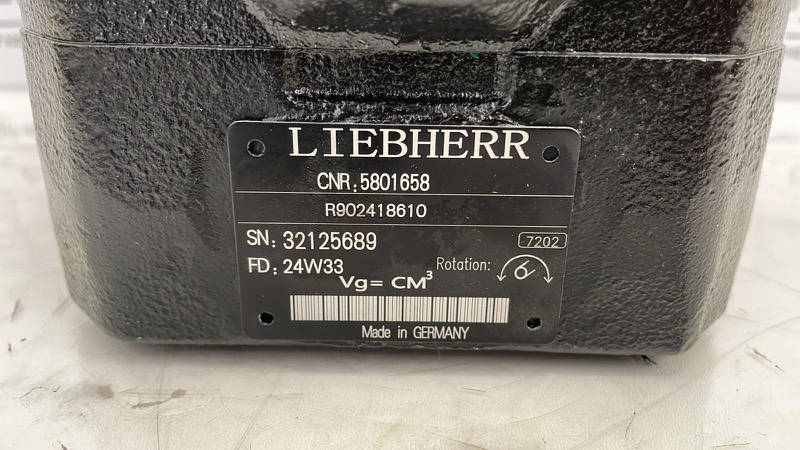 LIEBHERR
CNR: 5801658
R902418610
SN: 32125689
7202
FD: 24W33
Rotation:
Vg= CM³
Made in GERMANY